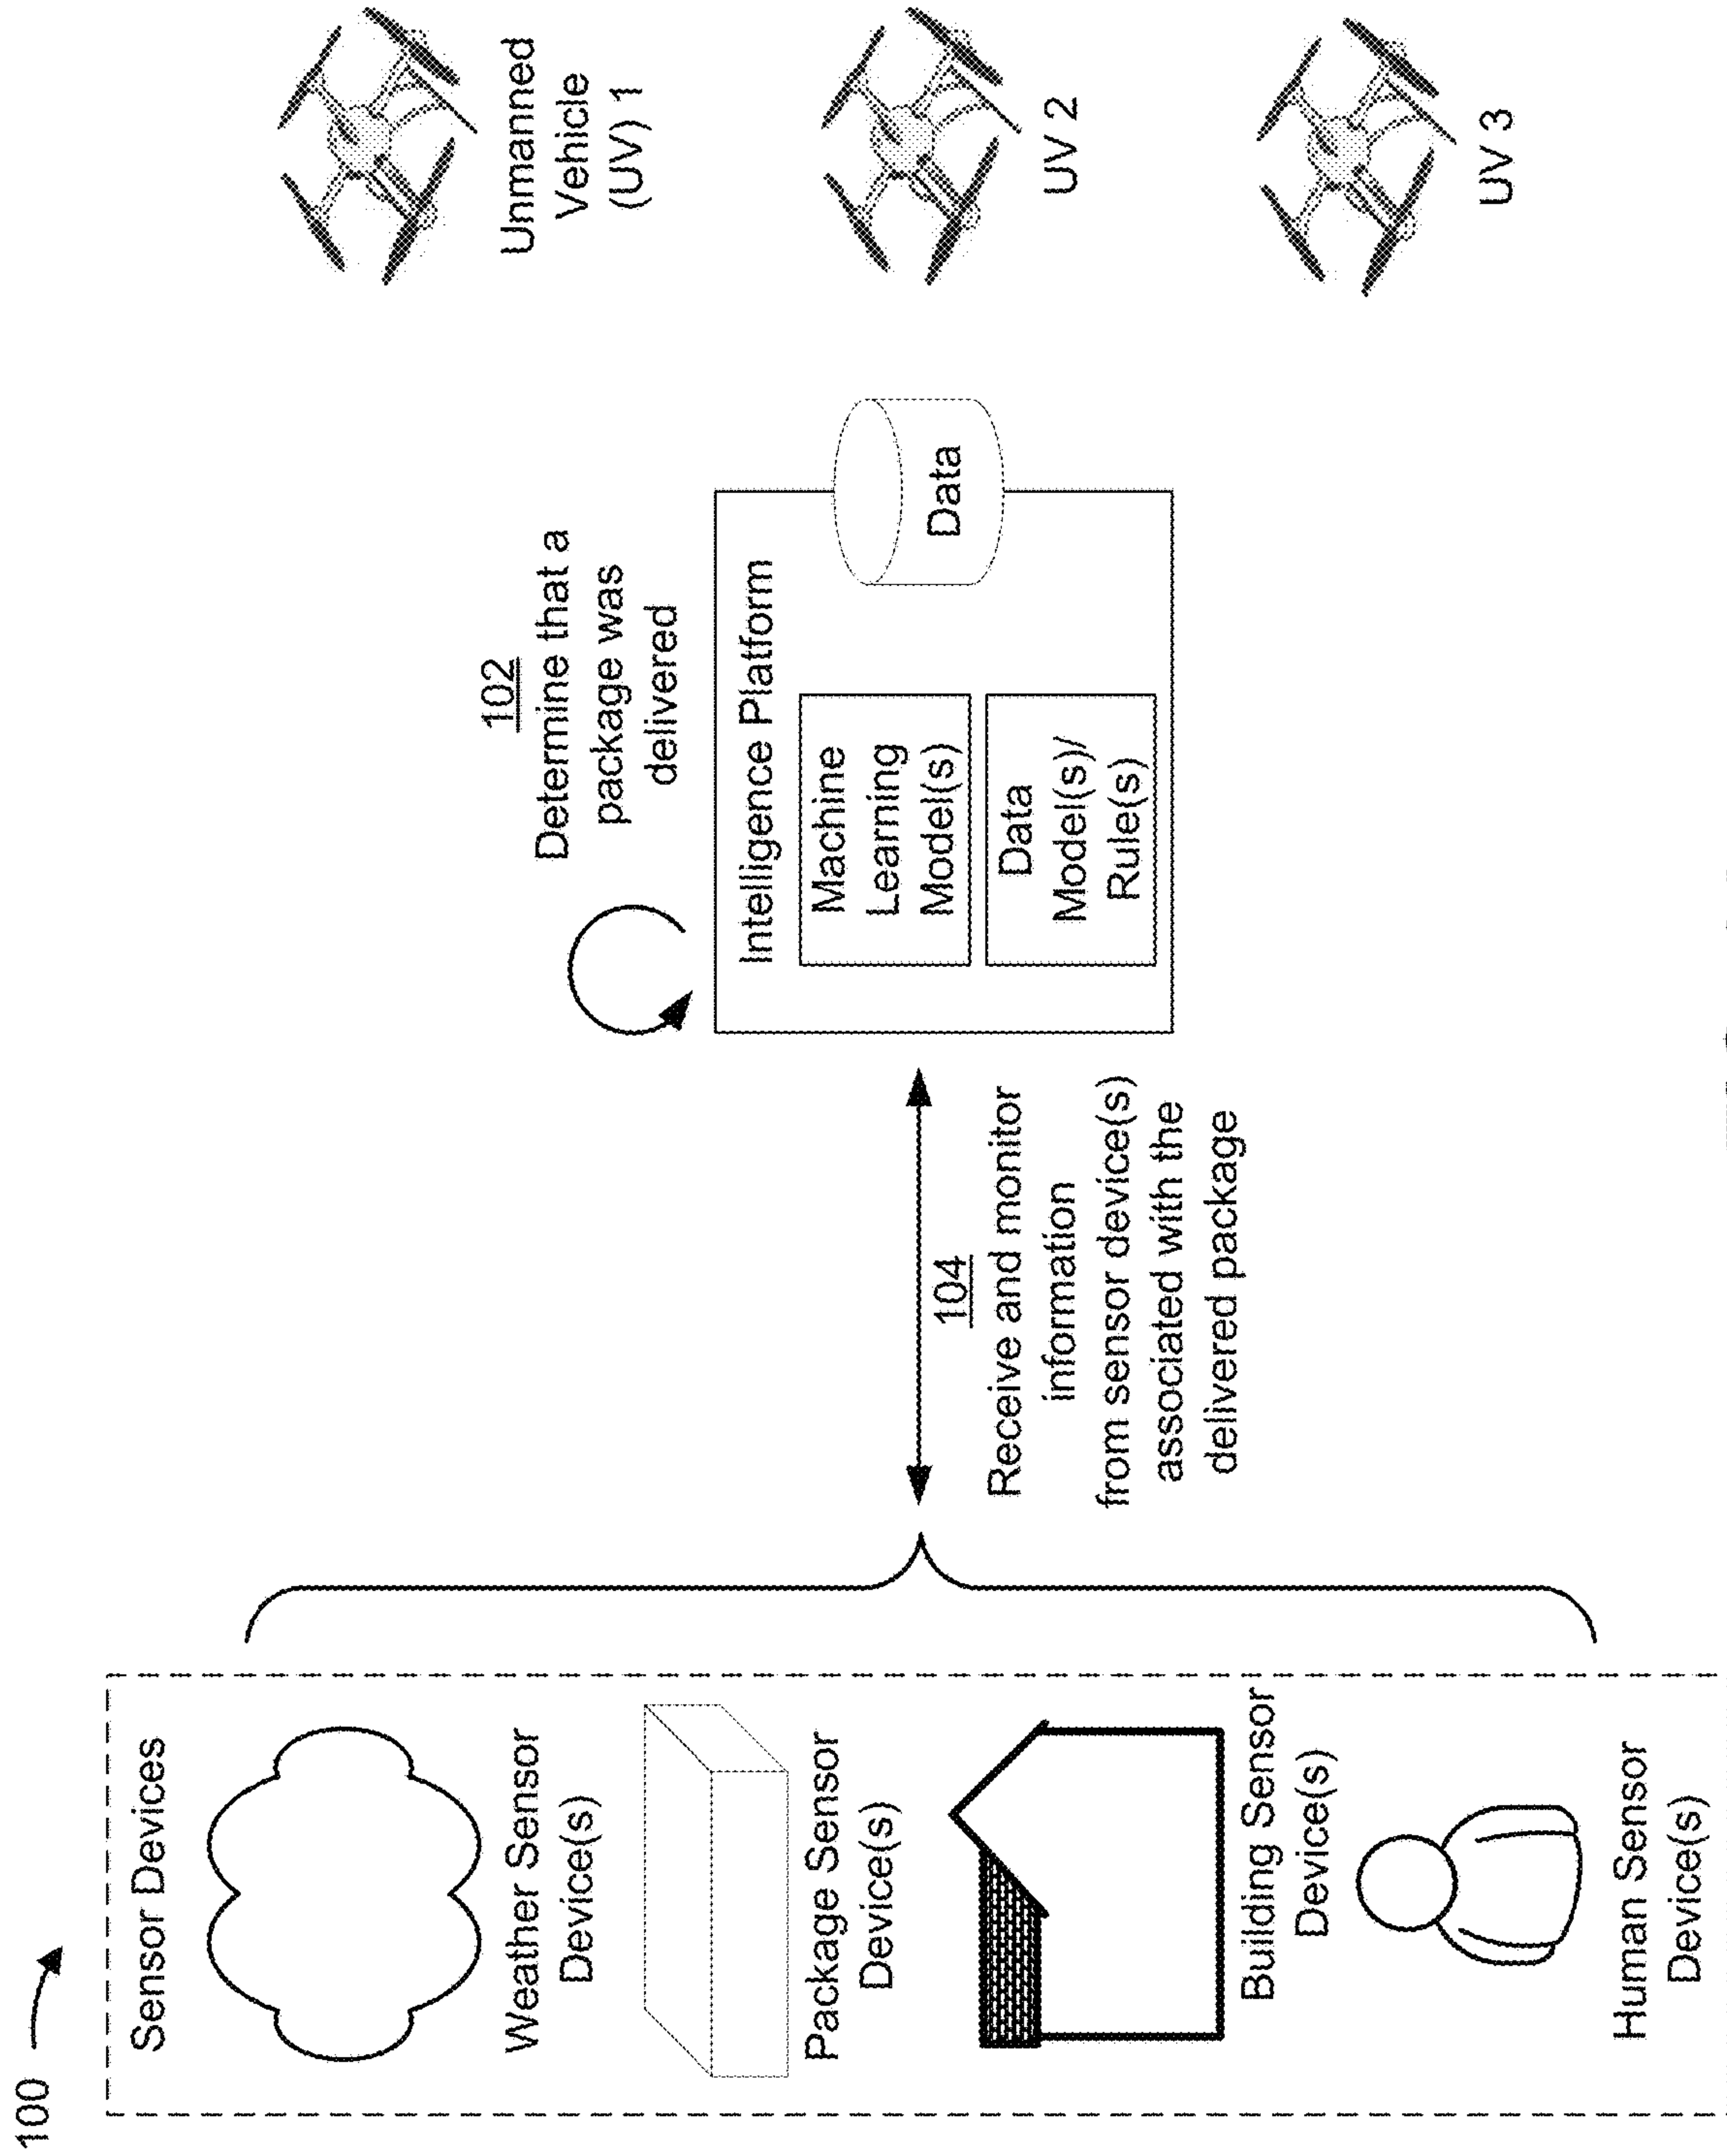 100
Sensor Devices
Weather Sensor
Device(s)
Package Sensor
Device(s)
Building Sensor
Device(s)
Human Sensor
Device(s)
104
Receive and monitor
information
from sensor device(s)
associated with the
delivered package
102
Determine that a
package was
delivered
Intelligence Platform
Machine
Learning
Model(s)
Data
Model(s)/
Rule(s)
Data
Unmanned
Vehicle
(UV) 1
UV 2
UV 3